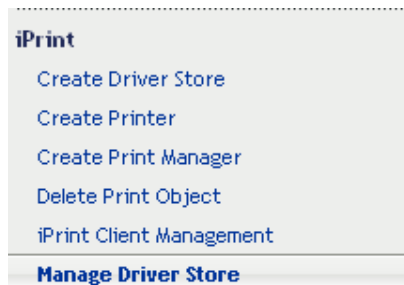 iPrint
Create Driver Store
Create Printer
Create Print Manager
Delete Print Object
iPrint Client Management
Manage Driver Store